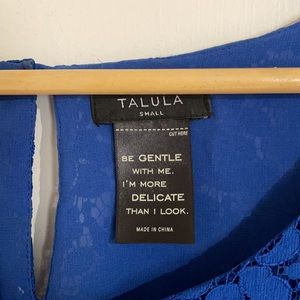 TALULA
SMALL
CUT HERE
BE GENTLE
WITH ME.
I'M MORE
DELICATE
THAN I LOOK.
MADE IN CHINA